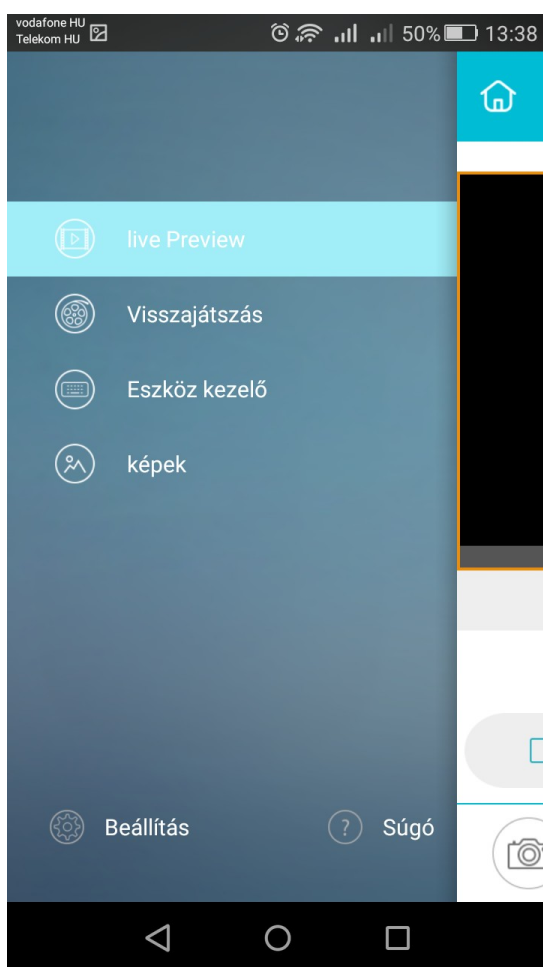 vodafone HU
Telekom HU
50%
13:38
live Preview
Visszajátszás
Eszköz kezelő
képek
Beállítás
? Súgó